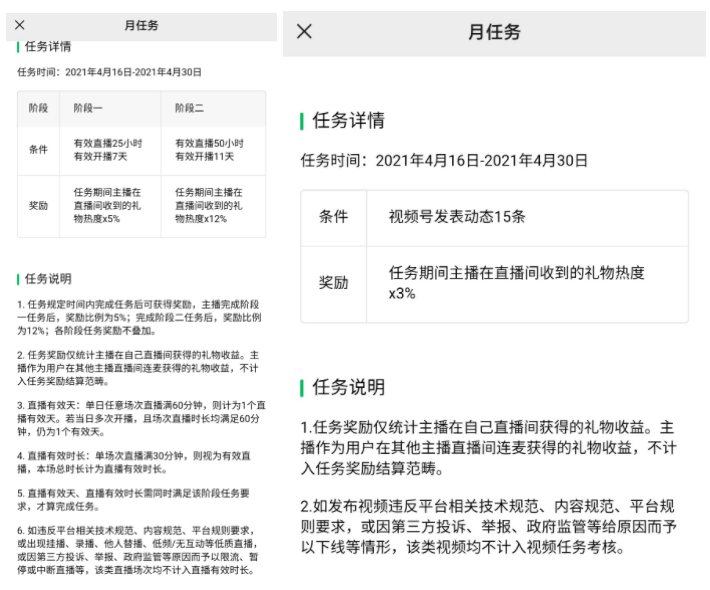 月任务
任务详情
任务时间：2021年4月16日-2021年4月30日
阶段 阶段一 阶段二
条件 有效直播25小时 有效开播7天 有效直播50小时 有效开播11天
奖励 任务期间主播在直播间收到的礼物热度x5% 任务期间主播在直播间收到的礼物热度x12%
任务说明
1. 任务规定时间内完成任务后可获得奖励，主播完成阶段
一任务后，奖励比例为5%；完成阶段二任务后，奖励比例
为12%；各阶段任务奖励不叠加。
2. 任务奖励仅统计主播在自己直播间获得的礼物收益。主
播作为用户在其他主播直播间连麦获得的礼物收益，不计
入任务奖励结算范畴。
3. 直播有效天：单日任意场次直播满60分钟，则计为1个直
播有效天。若当日多次开播，且场次直播时长均满足60分
钟，仍为1个有效天。
4. 直播有效时长：单场次直播满30分钟，则视为有效直
播，本场总时长计为直播有效时长。
5. 直播有效天、直播有效时长需同时满足该阶段任务要
求，才算完成任务。
6. 如违反平台相关技术规范、内容规范、平台规则要求，
或出现挂播、录播、他人替播、低频/无互动等低质直播，
或因第三方投诉、举报、政府监管等原因而予以限流、暂
停或中断直播等，该类直播场次均不计入直播有效时长。
月任务
任务详情
任务时间：2021年4月16日-2021年4月30日
条件 视频号发表动态15条
奖励 任务期间主播在直播间收到的礼物热度
x3%
任务说明
1.任务奖励仅统计主播在自己直播间获得的礼物收益。主
播作为用户在其他主播直播间连麦获得的礼物收益，不计
入任务奖励结算范畴。
2.如发布视频违反平台相关技术规范、内容规范、平台规
则要求，或因第三方投诉、举报、政府监管等给原因而予
以下线等情形，该类视频均不计入视频任务考核。